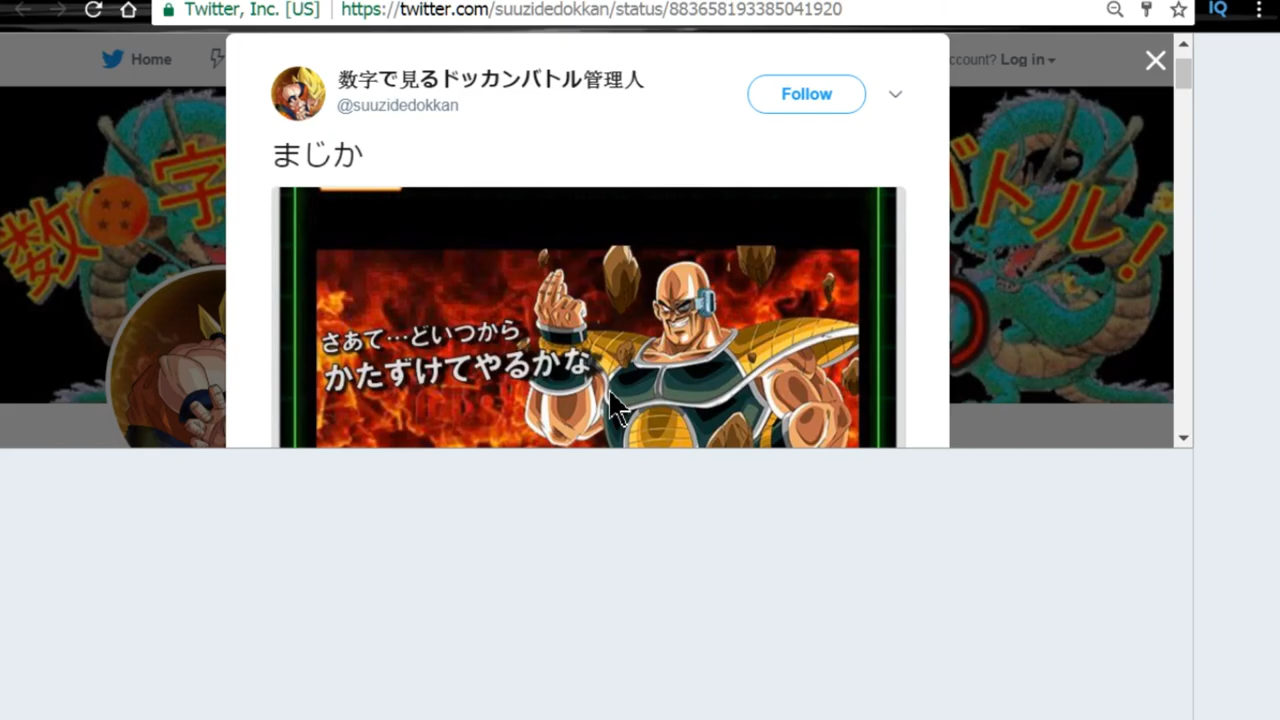 Twitter, Inc. [US] https://twitter.com/suuzidedokkan/status/883658193385041920
IQ
Home
ccount? Log in
数字で見るドッカンバトル管理人
@suuzidedokkan
Follow
まじか
数字
バトル!
さあて…どいつから
かたずけてやるかな